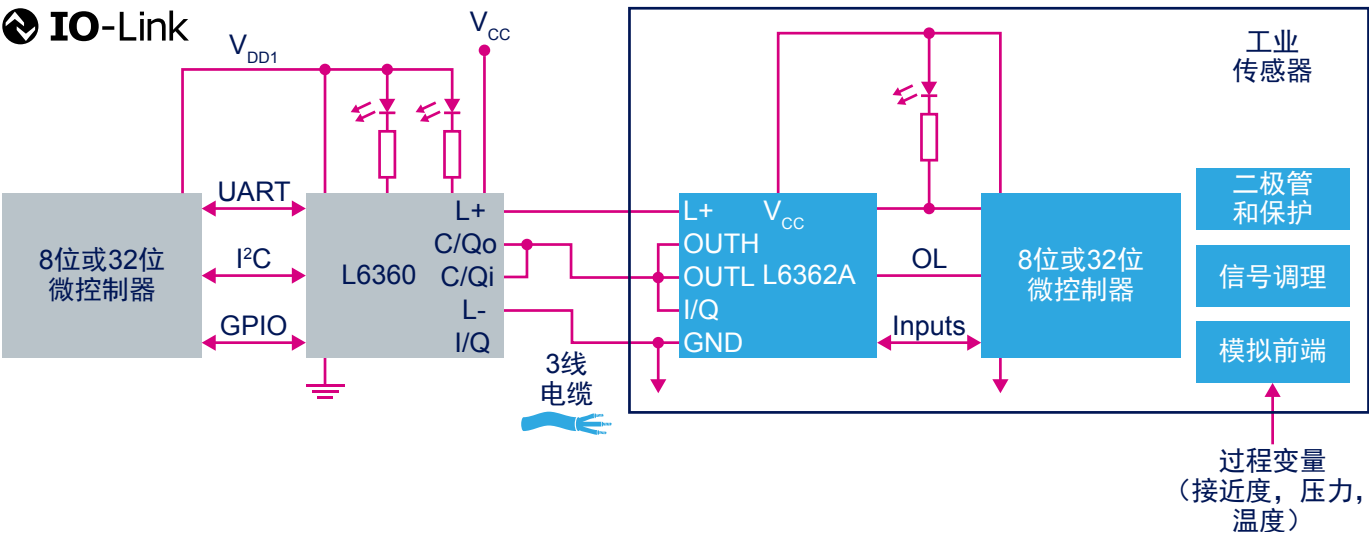 IO-Link
VDD1
VCC
工业
传感器
8位或32位
微控制器
UART
I²C
GPIO
L6360
L+
C/Qo
C/Qi
L-
I/Q
3线
电缆
L+
VCC
OUTH
OUTL
I/Q
GND
L6362A
OL
Inputs
8位或32位
微控制器
二极管
和保护
信号调理
模拟前端
过程变量
（接近度，压力，
温度）